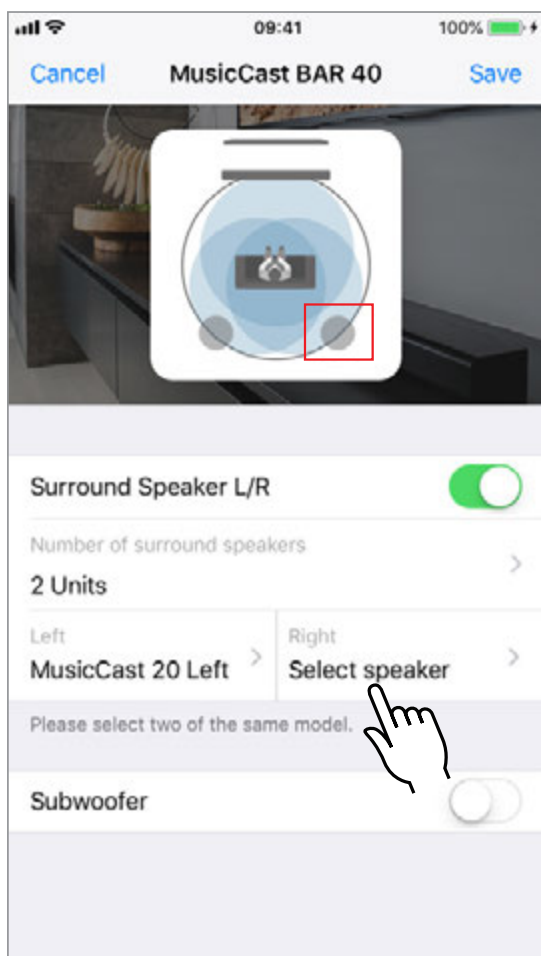 09:41
100%
Cancel
MusicCast BAR 40
Save
Surround Speaker L/R
Number of surround speakers
2 Units
Left
MusicCast 20 Left
Right
Select speaker
Please select two of the same model.
Subwoofer